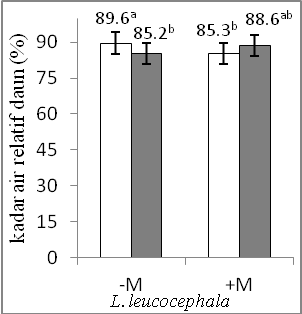 89.6ᵃ 85.2ᵇ 85.3ᵇ 88.6ᵃᵇ
kadar air relatif daun (%)
90
75
60
45
30
15
0
-M +M
L. leucocephala